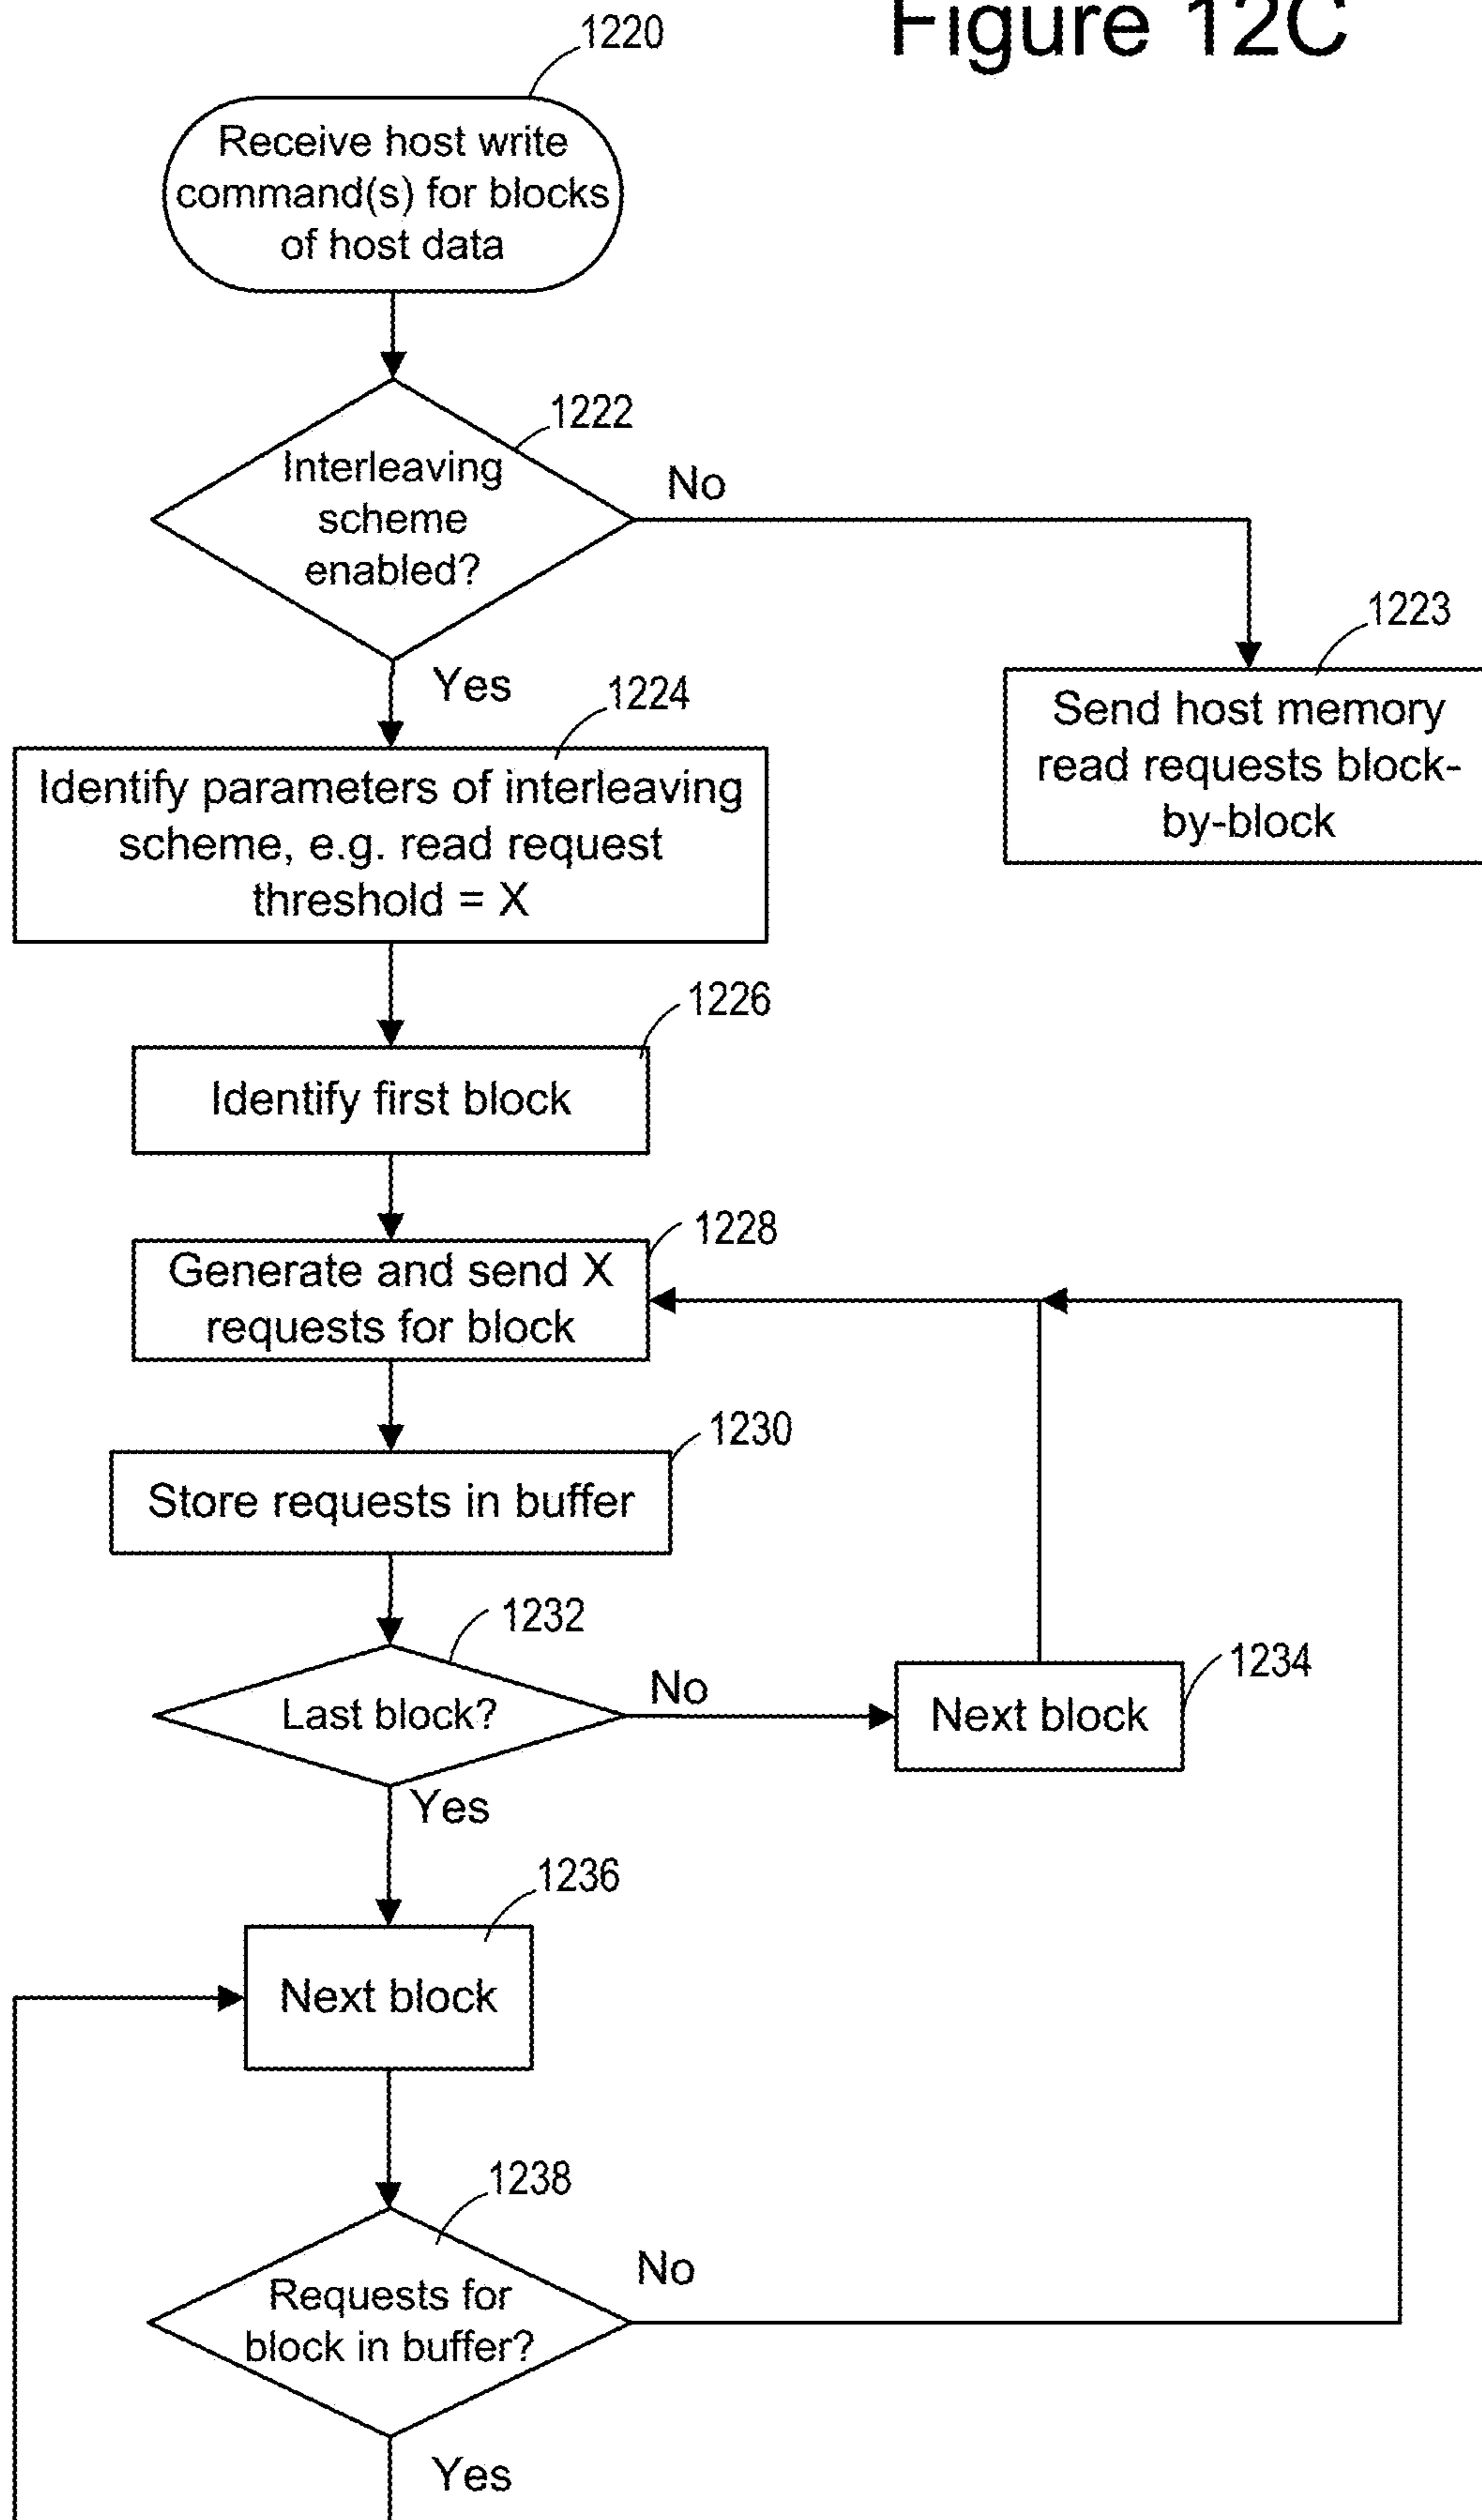 Figure 12C
1220
Receive host write
command(s) for blocks
of host data
1222
Interleaving
scheme
enabled?
No
1223
Send host memory
read requests block-
by-block
Yes
1224
Identify parameters of interleaving
scheme, e.g. read request
threshold = X
1226
Identify first block
1228
Generate and send X
requests for block
1230
Store requests in buffer
1232
Last block?
No
1234
Next block
Yes
1236
Next block
1238
Requests for
block in buffer?
No
Yes